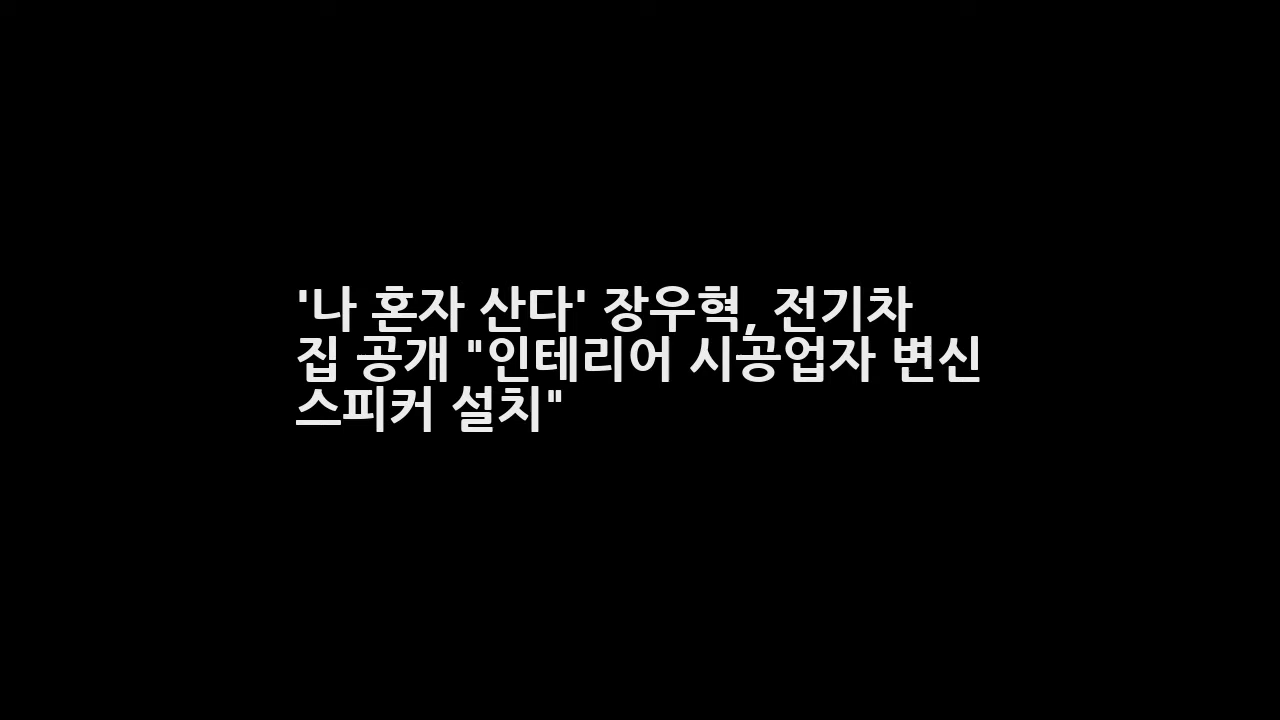 '나 혼자 산다' 장우혁, 전기차
집 공개 "인테리어 시공업자 변신
스피커 설치"